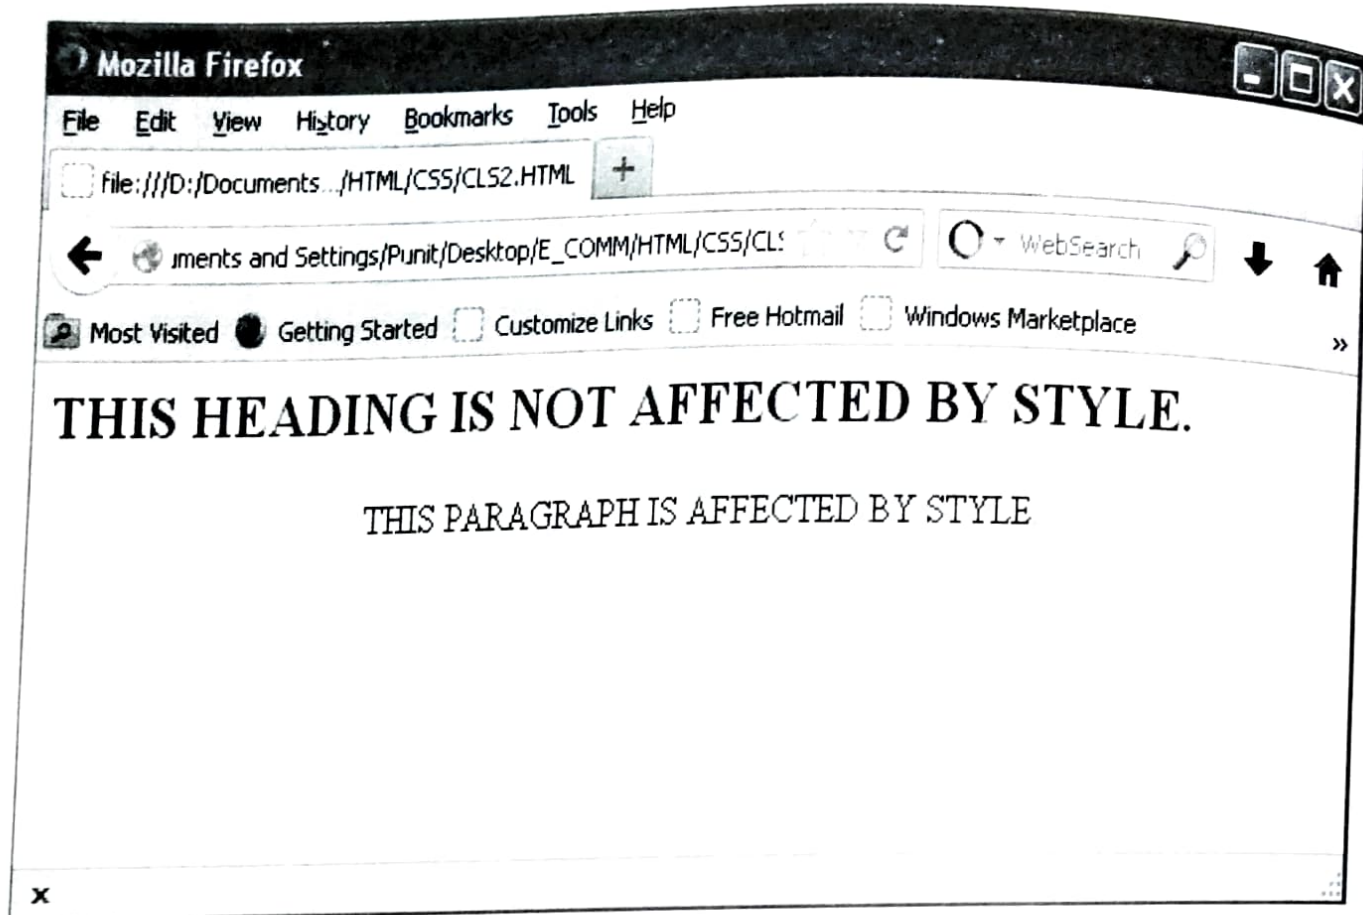 Mozilla Firefox
File Edit View History Bookmarks Tools Help
file:///D:/Documents.../HTML/CSS/CLS2.HTML +
uments and Settings/Punit/Desktop/E_COMM/HTML/CSS/CLS WebSearch
Most Visited Getting Started Customize Links Free Hotmail Windows Marketplace »
THIS HEADING IS NOT AFFECTED BY STYLE.
THIS PARAGRAPH IS AFFECTED BY STYLE
x